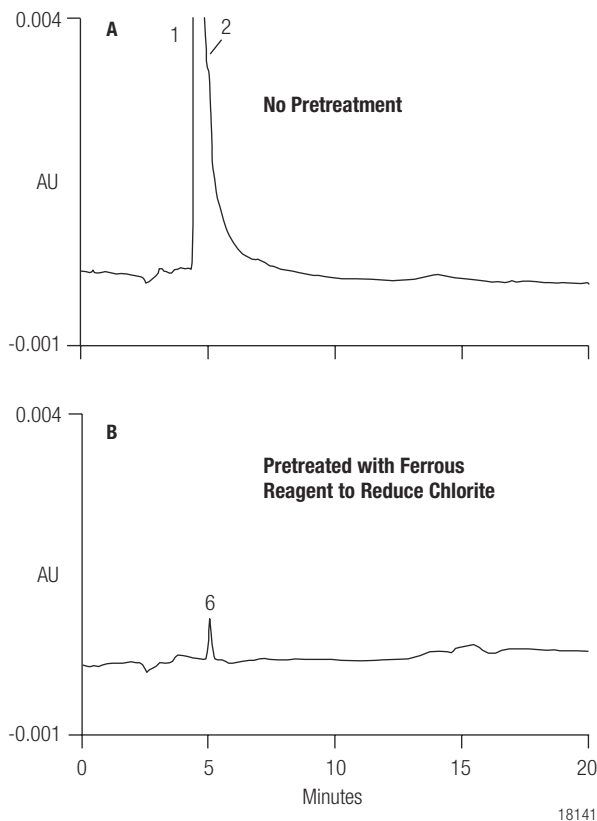 0.004
A
1
2
No Pretreatment
AU
-0.001
0.004
B
Pretreated with Ferrous
Reagent to Reduce Chlorite
AU
6
-0.001
0
5
10
15
20
Minutes
18141